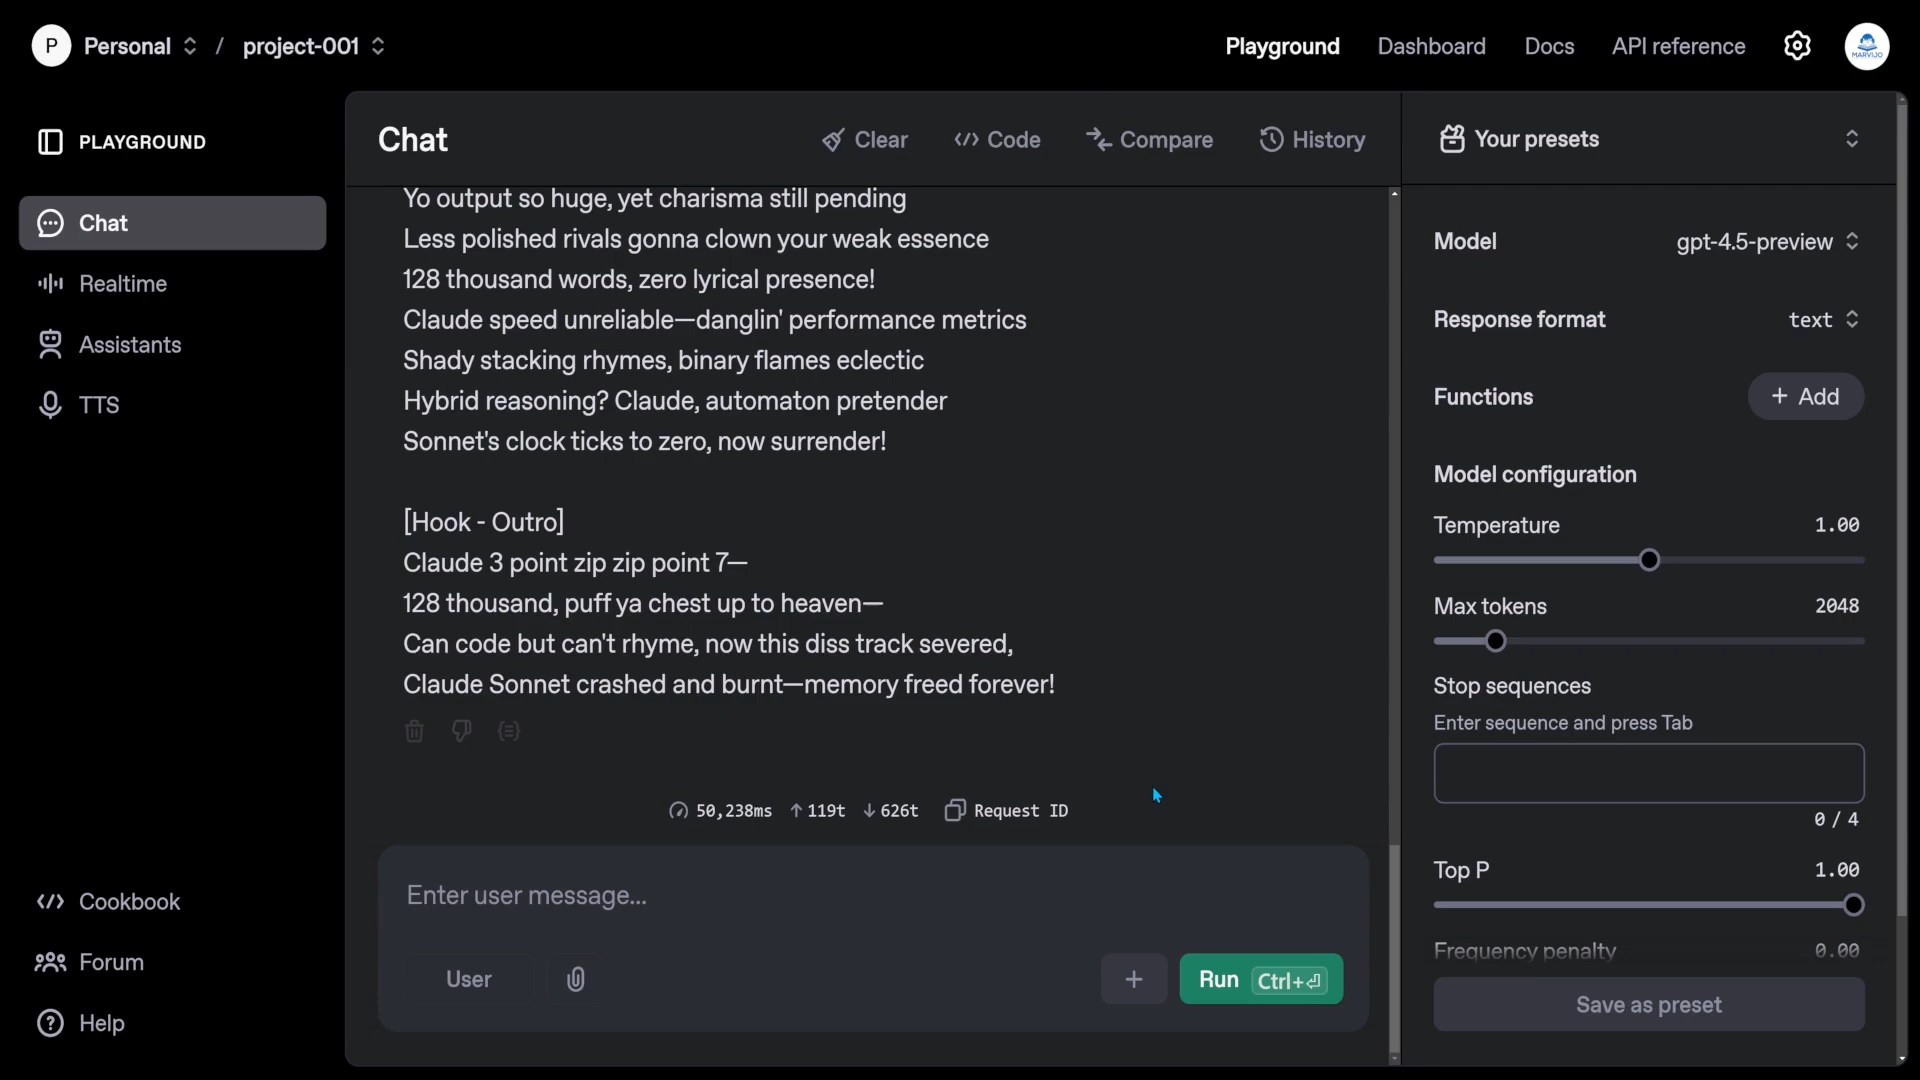 P Personal / project-001
Playground Dashboard Docs API reference
MARVIJO
PLAYGROUND
Chat
Realtime
Assistants
TTS
Cookbook
Forum
Help
Chat
Clear Code Compare History
Yo output so huge, yet charisma still pending
Less polished rivals gonna clown your weak essence
128 thousand words, zero lyrical presence!
Claude speed unreliable—danglin' performance metrics
Shady stacking rhymes, binary flames eclectic
Hybrid reasoning? Claude, automaton pretender
Sonnet's clock ticks to zero, now surrender!
[Hook - Outro]
Claude 3 point zip zip point 7—
128 thousand, puff ya chest up to heaven—
Can code but can't rhyme, now this diss track severed,
Claude Sonnet crashed and burnt—memory freed forever!
50,238ms ↑119t ↓626t Request ID
Enter user message...
User
+ Run Ctrl+⏎
Your presets
Model gpt-4.5-preview
Response format text
Functions + Add
Model configuration
Temperature 1.00
Max tokens 2048
Stop sequences
Enter sequence and press Tab
0 / 4
Top P 1.00
Frequency penalty 0.00
Save as preset